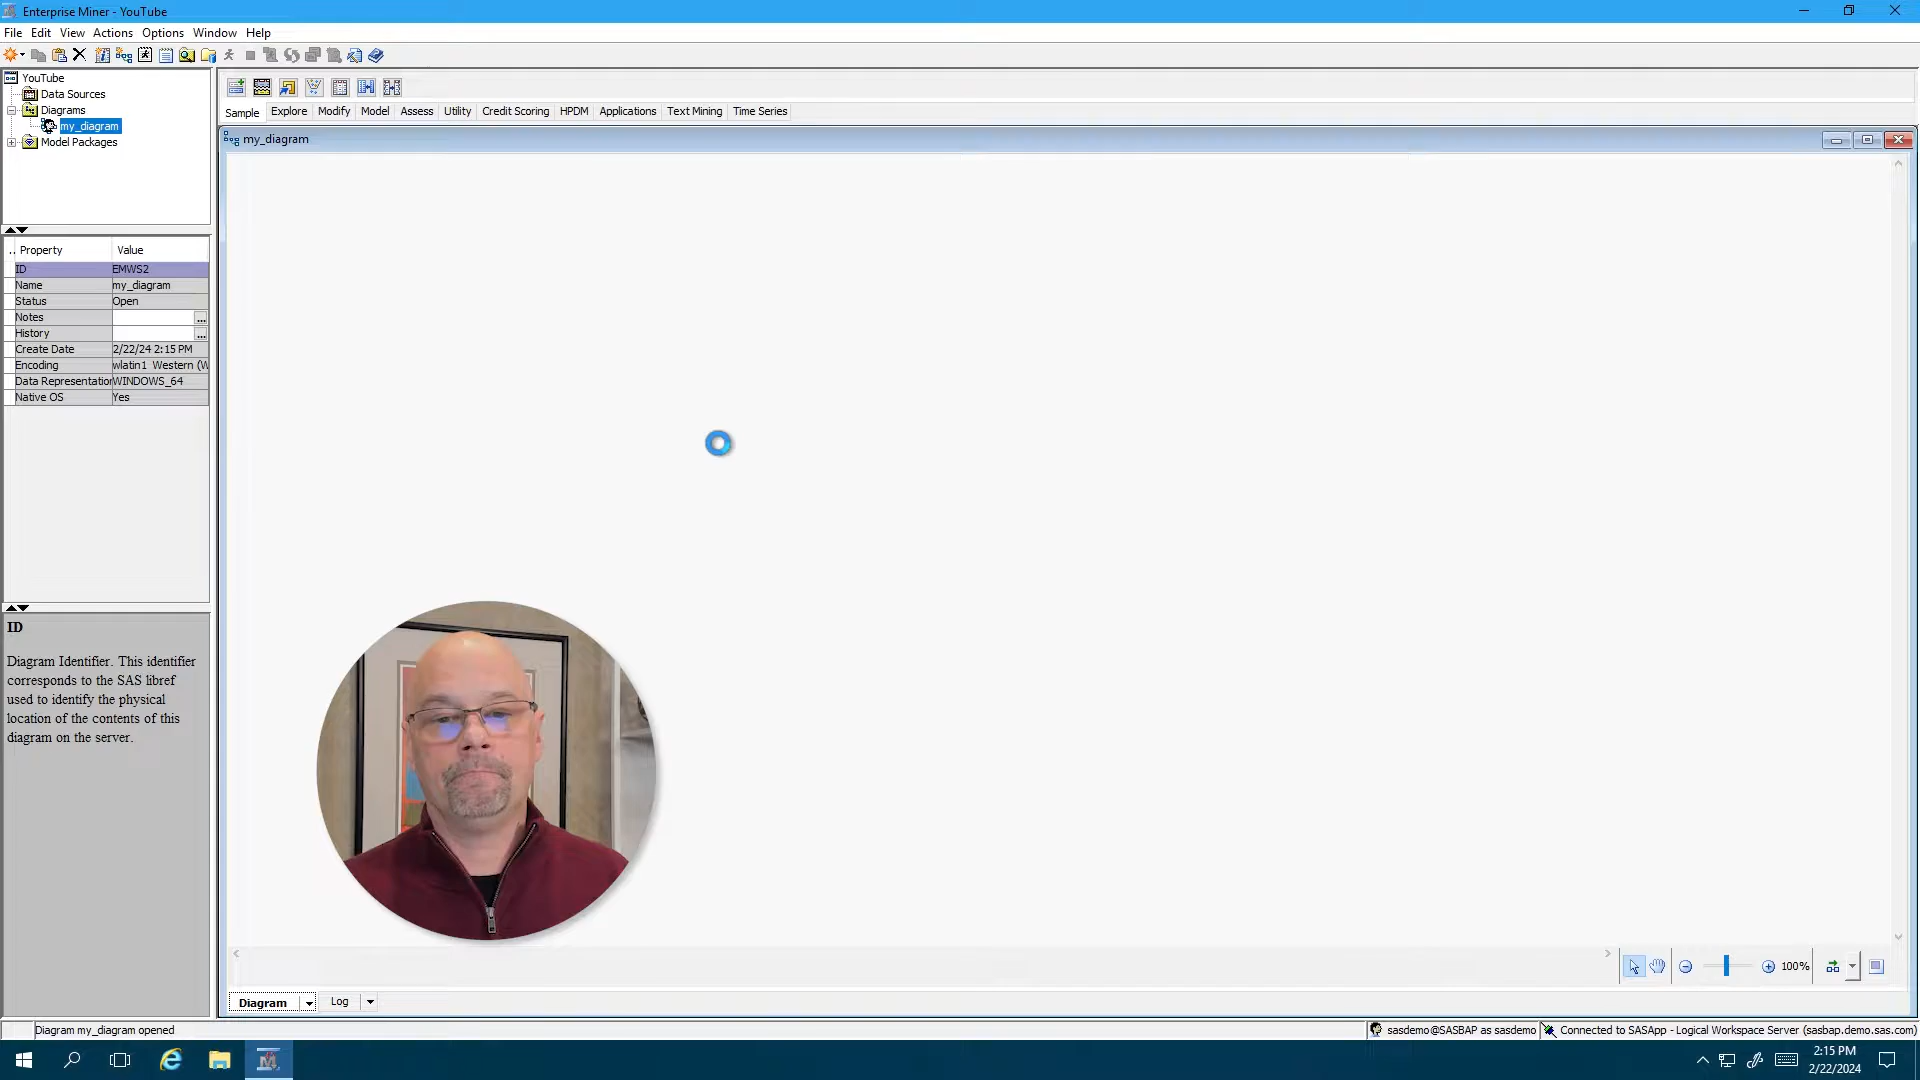 Enterprise Miner - YouTube
File Edit View Actions Options Window Help
YouTube
Data Sources
Diagrams
my_diagram
Model Packages
Sample Explore Modify Model Assess Utility Credit Scoring HPDM Applications Text Mining Time Series
my_diagram
.. Property Value
ID EMWS2
Name my_diagram
Status Open
Notes ...
History ...
Create Date 2/22/24 2:15 PM
Encoding wlatin1 Western (W
Data Representation WINDOWS_64
Native OS Yes
ID
Diagram Identifier. This identifier
corresponds to the SAS libref
used to identify the physical
location of the contents of this
diagram on the server.
100%
Diagram Log
Diagram my_diagram opened
sasdemo@SASBAP as sasdemo
Connected to SASApp - Logical Workspace Server (sasbap.demo.sas.com)
2:15 PM
2/22/2024